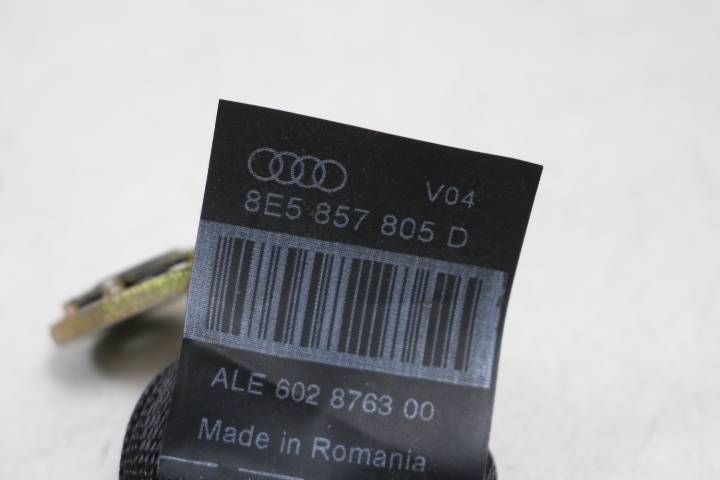 V04
8E5 857 805 D
ALE 602 8763 00
Made in Romania